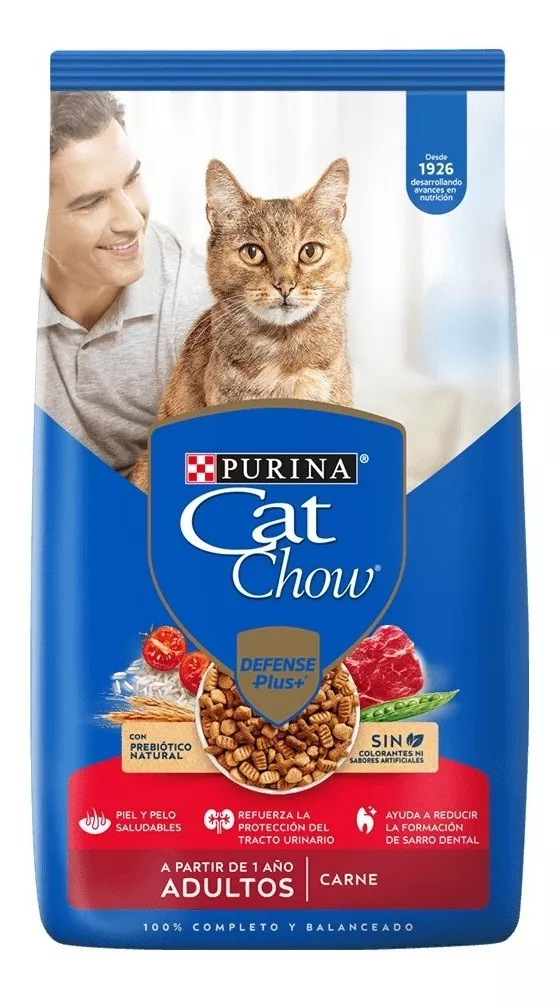 Desde
1926
desarrollando
avances en
nutrición
PURINA®
Cat
Chow®
DEFENSE
Plus+
CON
PREBIÓTICO
NATURAL
SIN
COLORANTES NI
SABORES ARTIFICIALES
PIEL Y PELO
SALUDABLES
REFUERZA LA
PROTECCIÓN DEL
TRACTO URINARIO
AYUDA A REDUCIR
LA FORMACIÓN
DE SARRO DENTAL
A PARTIR DE 1 AÑO
ADULTOS
CARNE
100% COMPLETO Y BALANCEADO